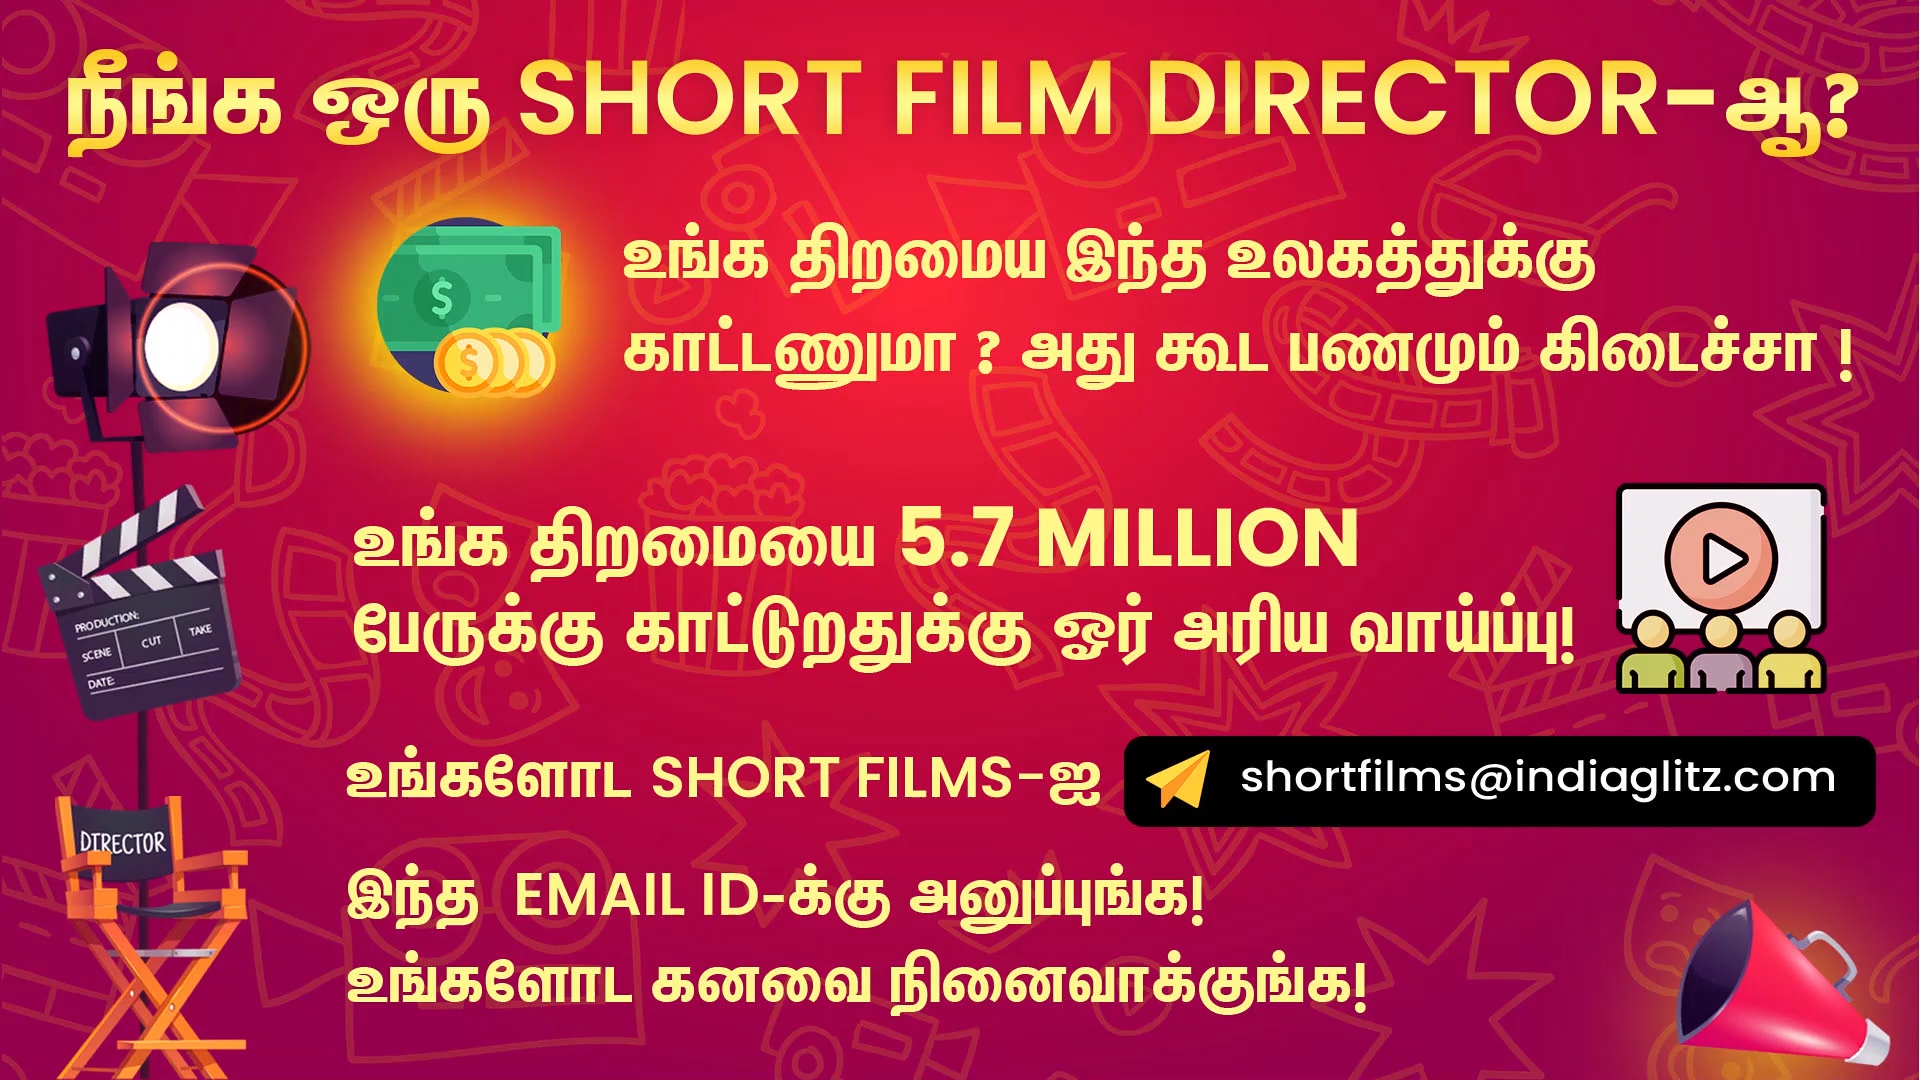 நீங்க ஒரு SHORT FILM DIRECTOR-ஆ?
உங்க திறமைய இந்த உலகத்துக்கு
காட்டணுமா ? அது கூட பணமும் கிடைச்சா !
உங்க திறமையை 5.7 MILLION
பேருக்கு காட்டுறதுக்கு ஓர் அரிய வாய்ப்பு!
உங்களோட SHORT FILMS-ஐ
shortfilms@indiaglitz.com
இந்த EMAIL ID-க்கு அனுப்புங்க!
உங்களோட கனவை நினைவாக்குங்க!
PRODUCTION:
SCENE CUT TAKE
DATE:
DIRECTOR